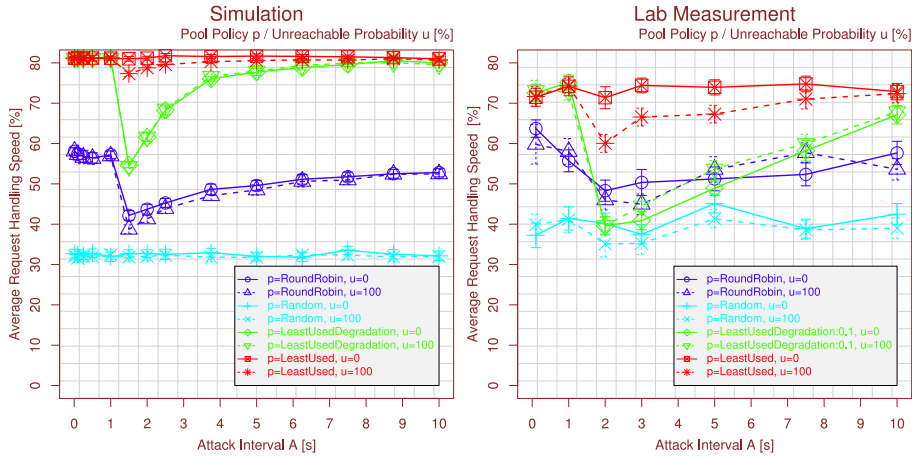 Simulation
Pool Policy p / Unreachable Probability u [%]
Average Request Handling Speed [%]
80
70
60
50
40
30
20
10
0
p=RoundRobin, u=0
p=RoundRobin, u=100
p=Random, u=0
p=Random, u=100
p=LeastUsedDegradation, u=0
p=LeastUsedDegradation, u=100
p=LeastUsed, u=0
p=LeastUsed, u=100
0 1 2 3 4 5 6 7 8 9 10
Attack Interval A [s]
Lab Measurement
Pool Policy p / Unreachable Probability u [%]
Average Request Handling Speed [%]
80
70
60
50
40
30
20
10
0
p=RoundRobin, u=0
p=RoundRobin, u=100
p=Random, u=0
p=Random, u=100
p=LeastUsedDegradation:0.1, u=0
p=LeastUsedDegradation:0.1, u=100
p=LeastUsed, u=0
p=LeastUsed, u=100
0 1 2 3 4 5 6 7 8 9 10
Attack Interval A [s]